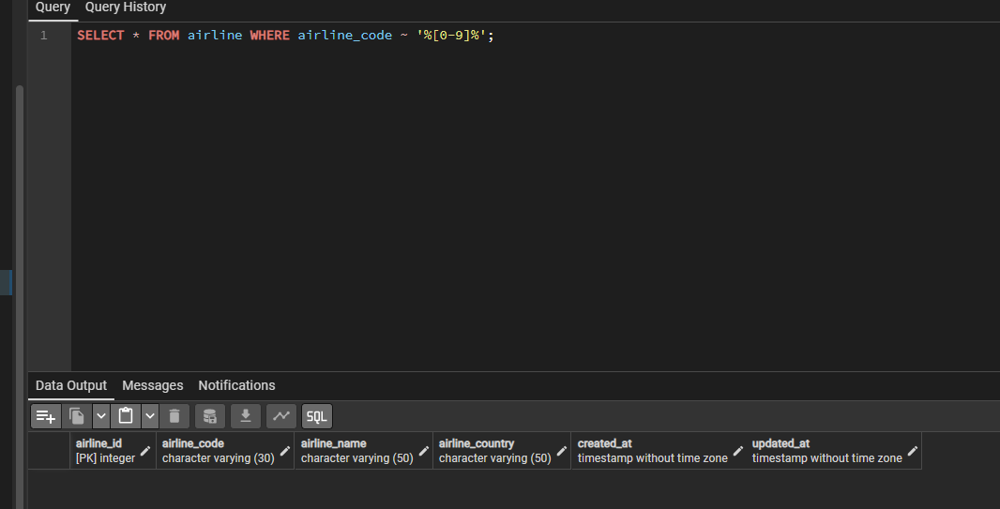 Query Query History
1 SELECT * FROM airline WHERE airline_code ~ '%[0-9]%';
Data Output Messages Notifications
SQL
airline_id airline_code airline_name airline_country created_at updated_at
[PK] integer character varying (30) character varying (50) character varying (50) timestamp without time zone timestamp without time zone